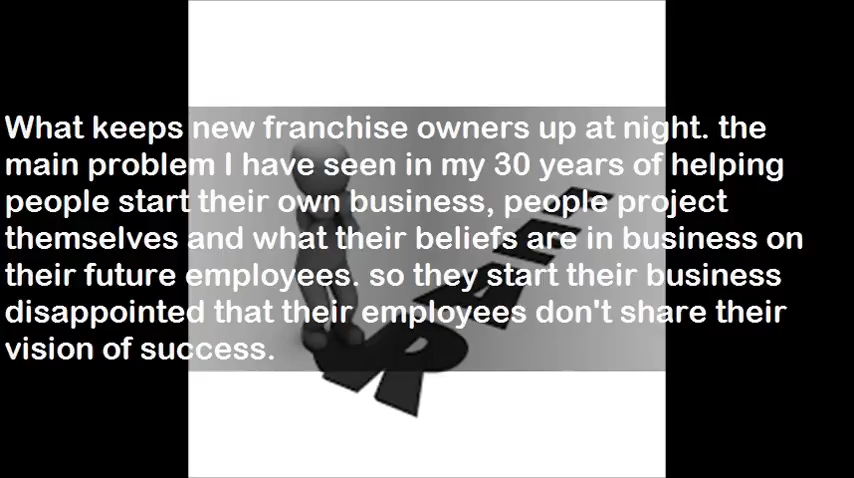 What keeps new franchise owners up at night. the
main problem I have seen in my 30 years of helping
people start their own business, people project
themselves and what their beliefs are in business on
their future employees. so they start their business
disappointed that their employees don't share their
vision of success.